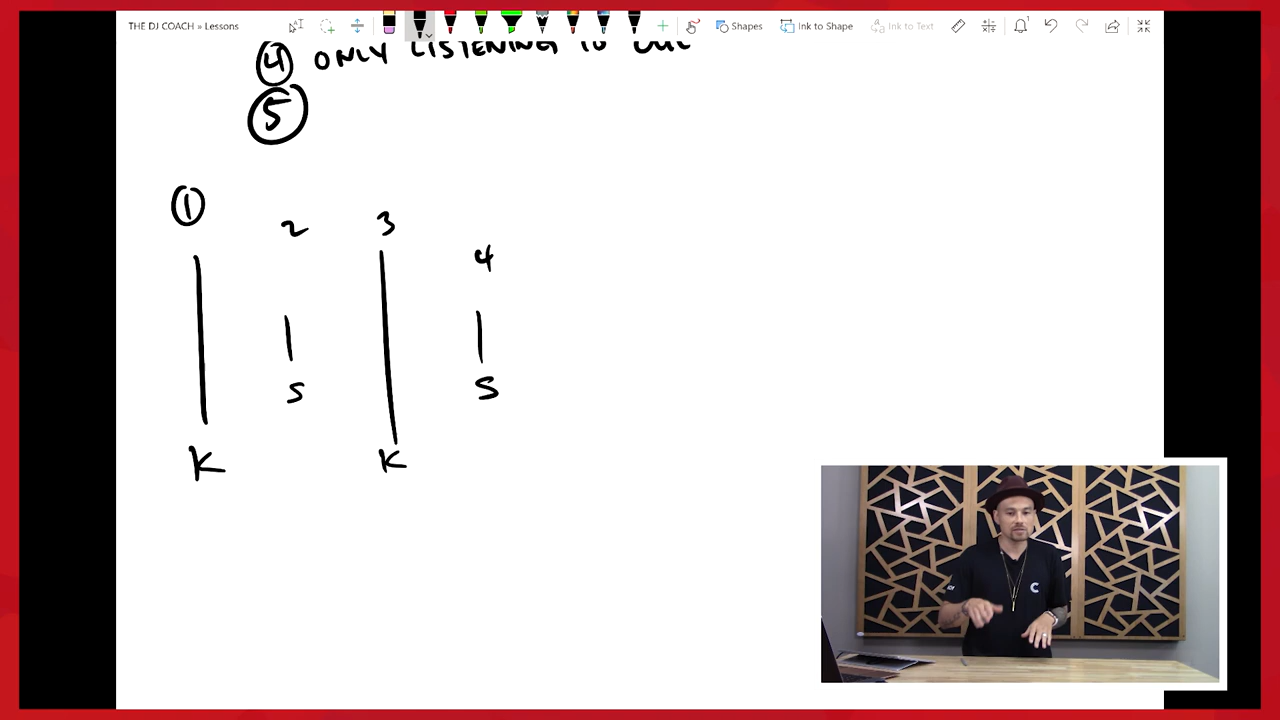 THE DJ COACH » Lessons
Shapes
Ink to Shape
Ink to Text
4 ONLY LISTENING TO CUE
5
1 2 3 4
S S
K K
C